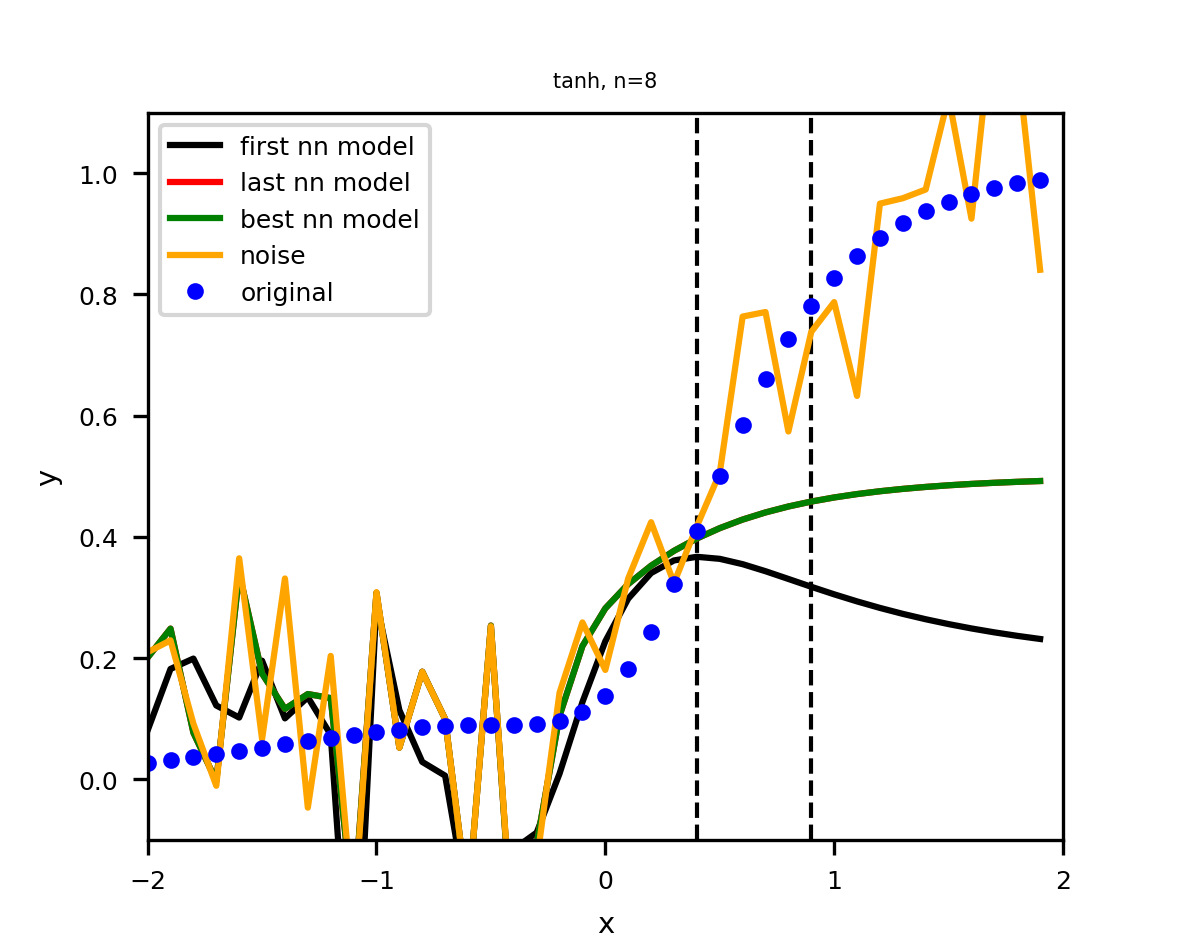 tanh, n=8
first nn model
last nn model
best nn model
noise
original
1.0
0.8
0.6
0.4
0.2
0.0
y
−2
−1
0
1
2
x